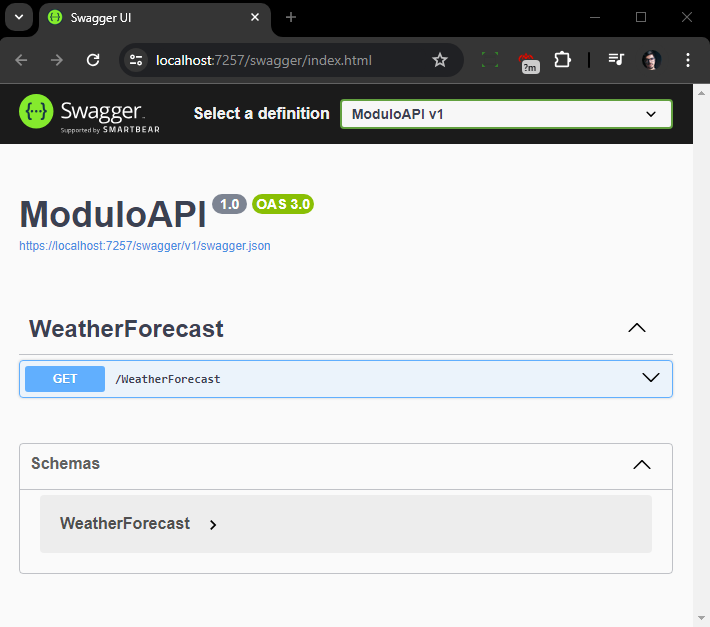 Swagger UI
localhost:7257/swagger/index.html
?m
Swagger
Supported by SMARTBEAR
Select a definition
ModuloAPI v1
ModuloAPI 1.0 OAS 3.0
https://localhost:7257/swagger/v1/swagger.json
WeatherForecast
GET /WeatherForecast
Schemas
WeatherForecast